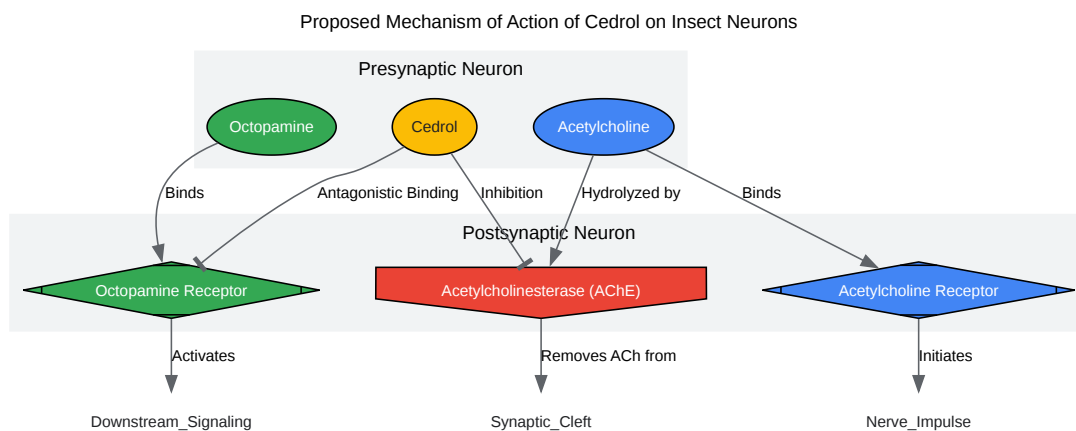 Proposed Mechanism of Action of Cedrol on Insect Neurons
Presynaptic Neuron
Octopamine
Cedrol
Acetylcholine
Binds
Antagonistic Binding
Inhibition
Hydrolyzed by
Binds
Postsynaptic Neuron
Octopamine Receptor
Acetylcholinesterase (AChE)
Acetylcholine Receptor
Activates
Removes ACh from
Initiates
Downstream_Signaling
Synaptic_Cleft
Nerve_Impulse